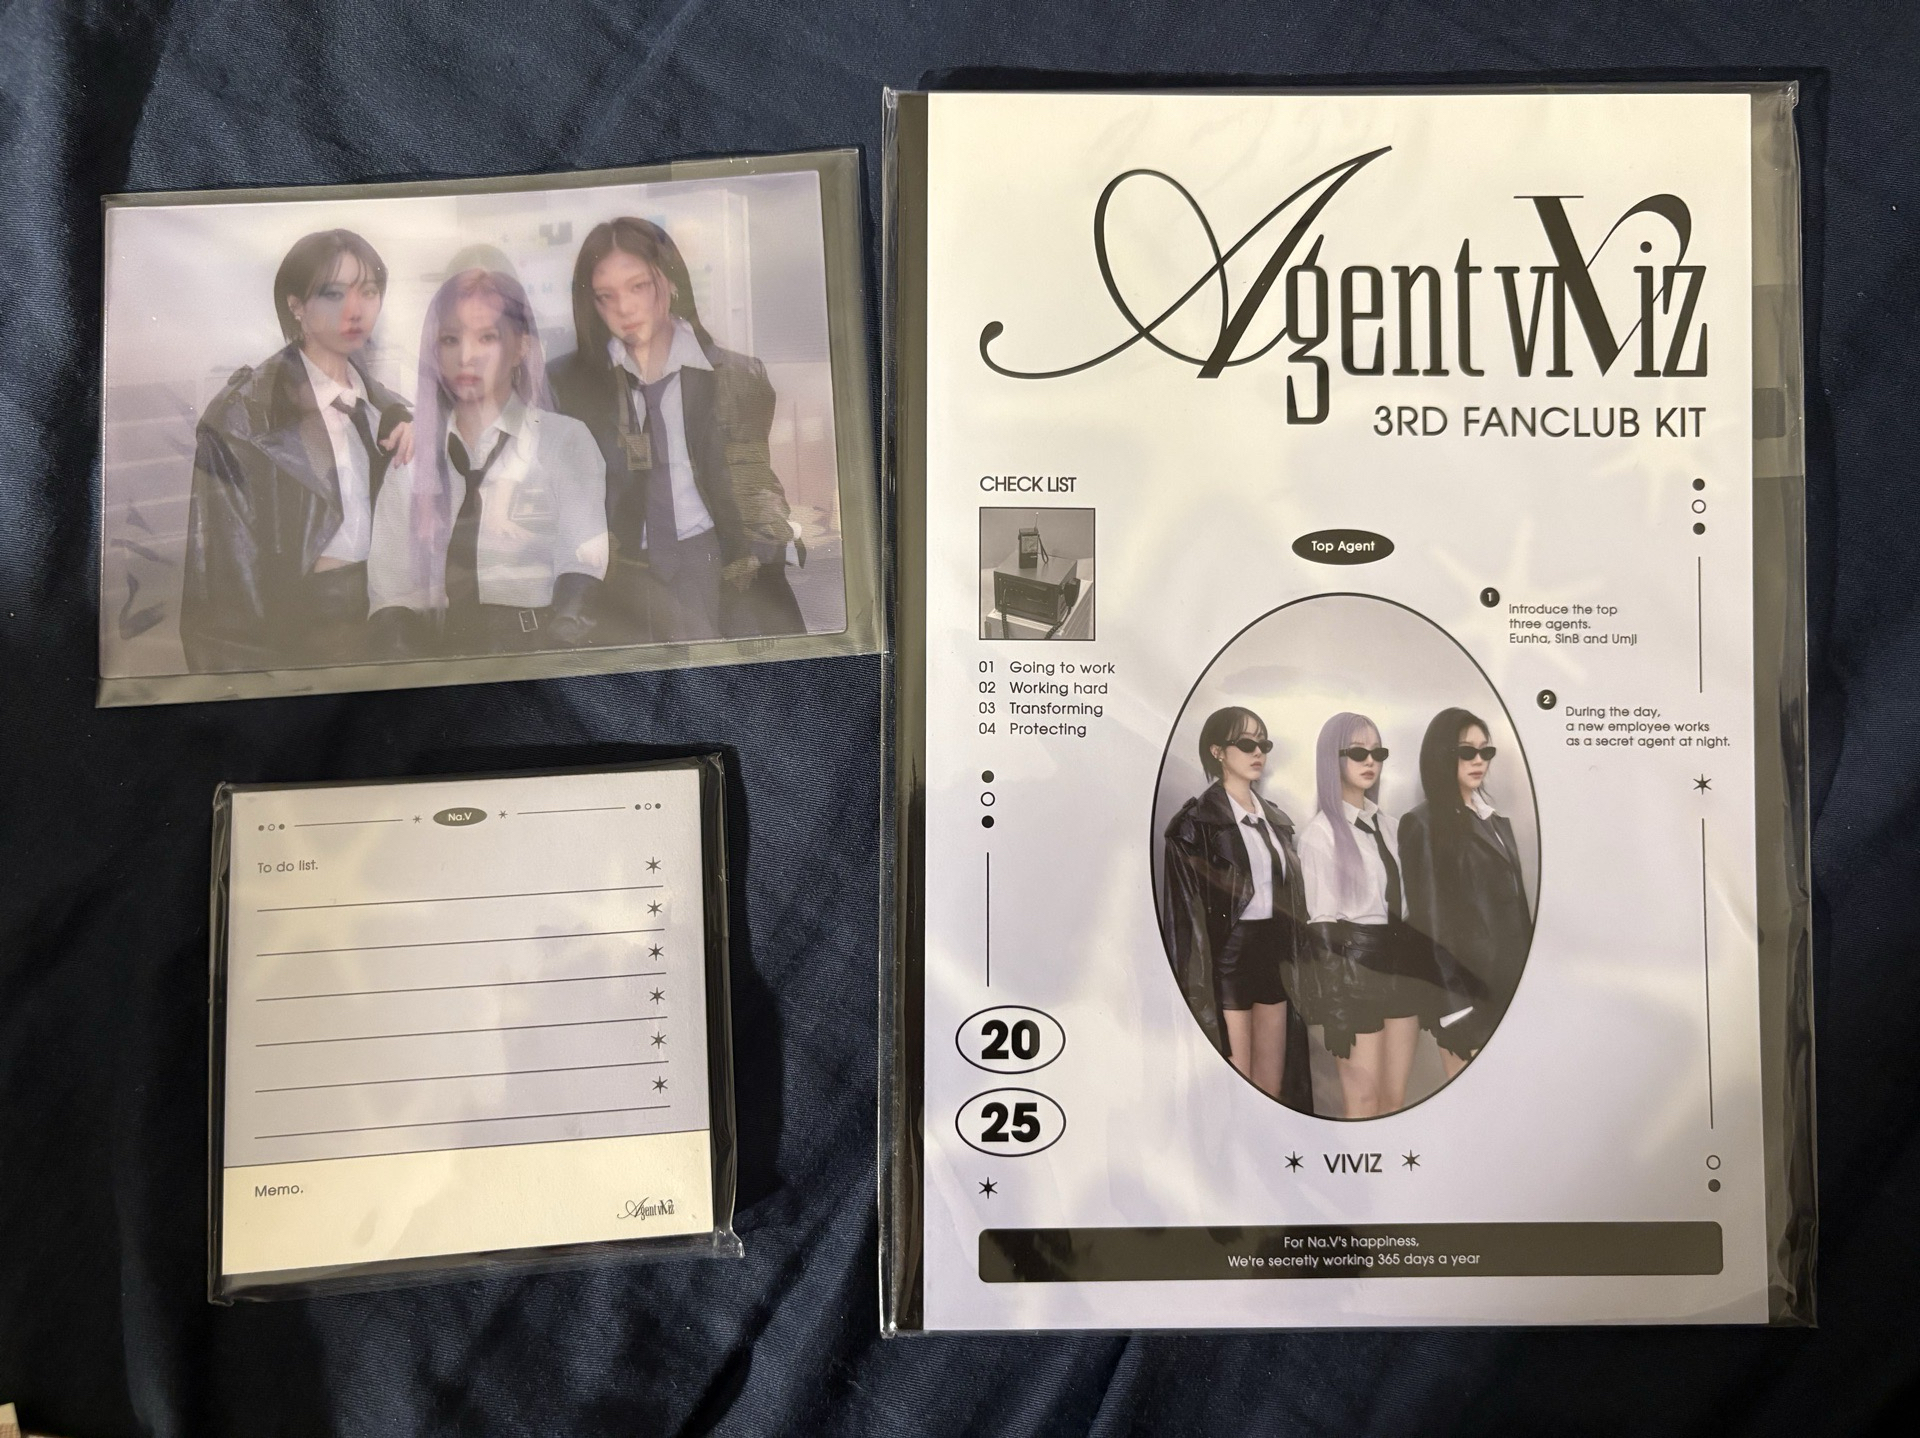 Agent VIVIZ
3RD FANCLUB KIT
CHECK LIST
01 Going to work
02 Working hard
03 Transforming
04 Protecting
Top Agent
1
Introduce the top
three agents.
Eunha, SinB and Umji
2
During the day,
a new employee works
as a secret agent at night.
20
25
VIVIZ
For Na.V's happiness,
We're secretly working 365 days a year
Na.V
To do list.
Memo.
Agent VIVIZ